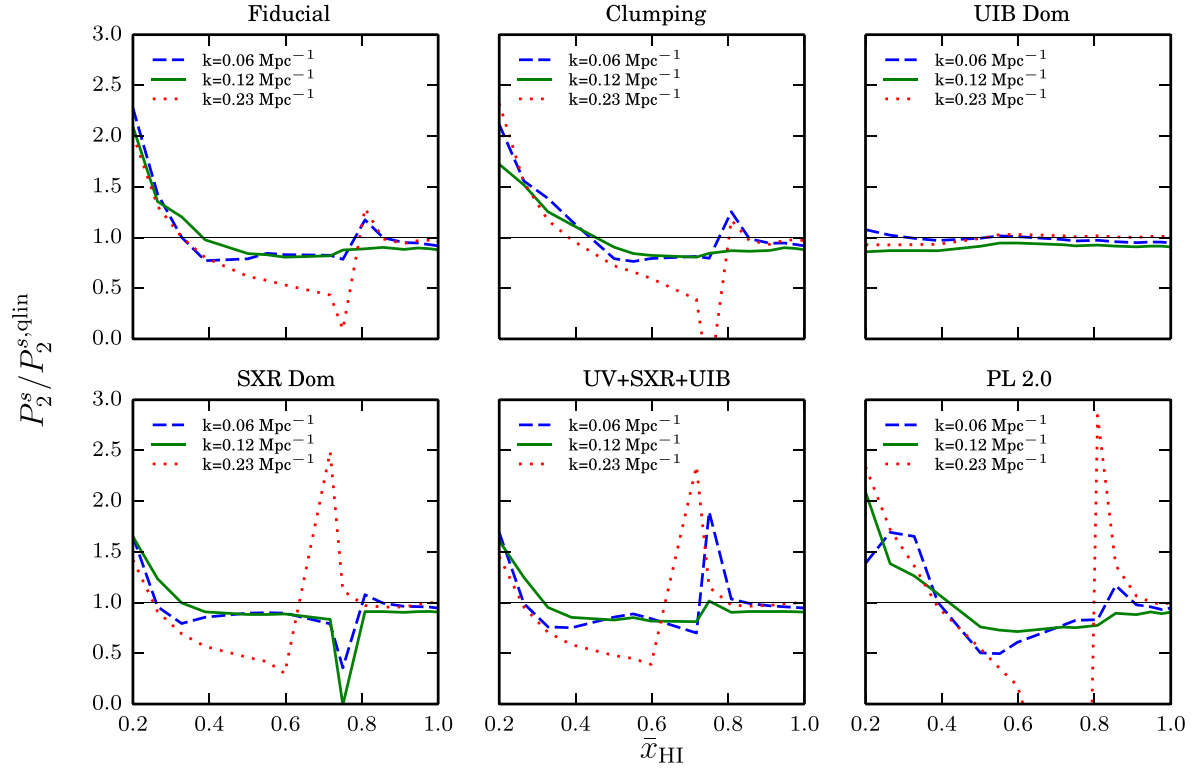 Fiducial Clumping UIB Dom
3.0
2.5
2.0
1.5
1.0
0.5
0.0
k=0.06 Mpc⁻¹
k=0.12 Mpc⁻¹
k=0.23 Mpc⁻¹
k=0.06 Mpc⁻¹
k=0.12 Mpc⁻¹
k=0.23 Mpc⁻¹
k=0.06 Mpc⁻¹
k=0.12 Mpc⁻¹
k=0.23 Mpc⁻¹
P₂ˢ/P₂ˢ,qlin
SXR Dom UV+SXR+UIB PL 2.0
3.0
2.5
2.0
1.5
1.0
0.5
0.0
k=0.06 Mpc⁻¹
k=0.12 Mpc⁻¹
k=0.23 Mpc⁻¹
k=0.06 Mpc⁻¹
k=0.12 Mpc⁻¹
k=0.23 Mpc⁻¹
k=0.06 Mpc⁻¹
k=0.12 Mpc⁻¹
k=0.23 Mpc⁻¹
0.2 0.4 0.6 0.8 1.0 0.2 0.4 0.6 0.8 1.0 0.2 0.4 0.6 0.8 1.0
x̄HI